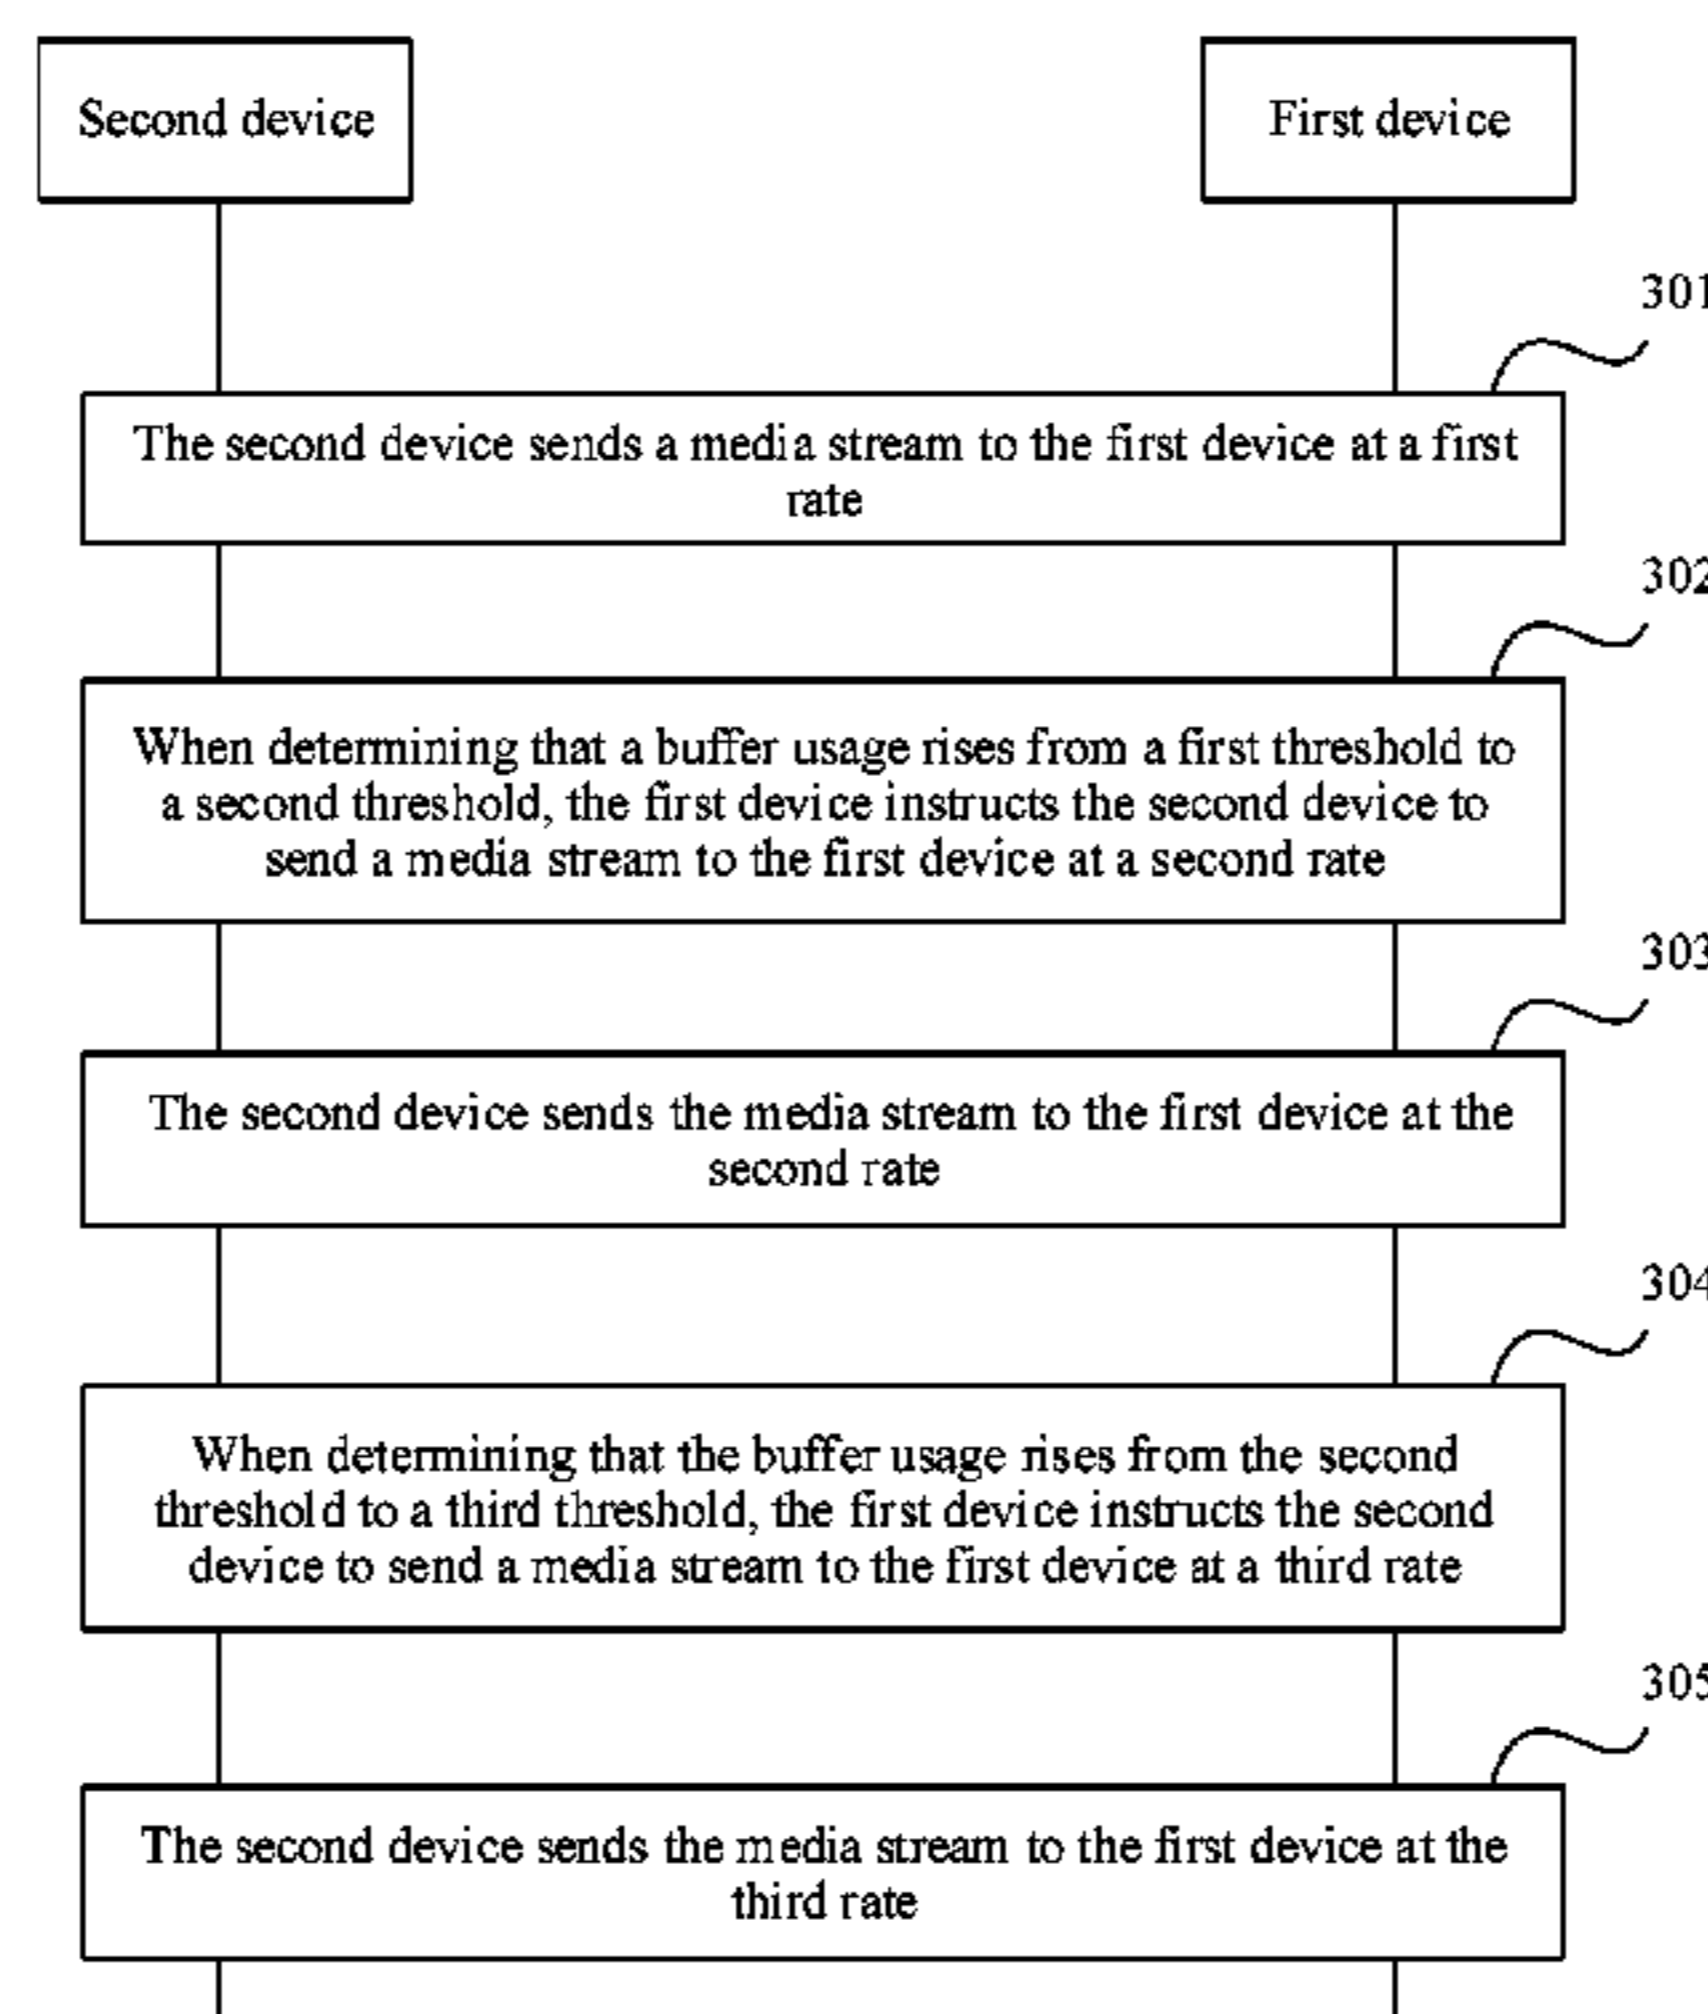 Second device
First device
301
The second device sends a media stream to the first device at a first
rate
302
When determining that a buffer usage rises from a first threshold to
a second threshold, the first device instructs the second device to
send a media stream to the first device at a second rate
303
The second device sends the media stream to the first device at the
second rate
304
When determining that the buffer usage rises from the second
threshold to a third threshold, the first device instructs the second
device to send a media stream to the first device at a third rate
305
The second device sends the media stream to the first device at the
third rate